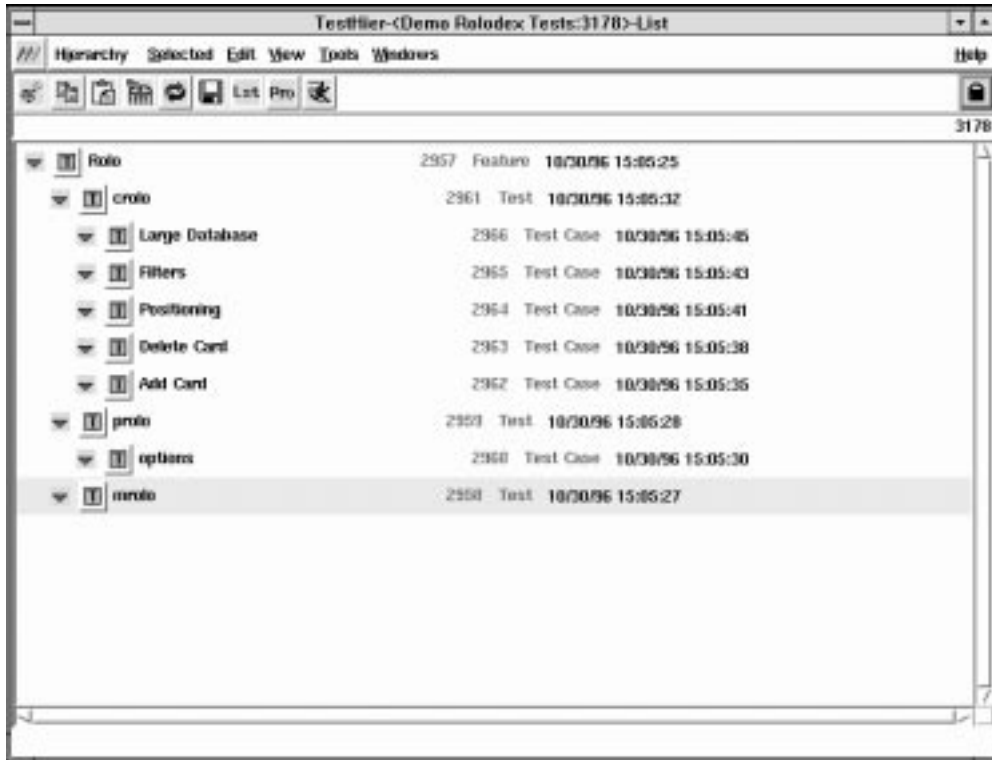 TestHier-<Demo Rolodex Tests:3178>-List
Hierarchy Selected Edit View Tools Windows Help
Lst Pro
3178
Rolo 2957 Feature 10/30/96 15:05:25
crolo 2961 Test 10/30/96 15:05:32
Large Database 2966 Test Case 10/30/96 15:05:45
Filters 2965 Test Case 10/30/96 15:05:43
Positioning 2964 Test Case 10/30/96 15:05:41
Delete Card 2963 Test Case 10/30/96 15:05:38
Add Card 2962 Test Case 10/30/96 15:05:35
prolo 2959 Test 10/30/96 15:05:28
options 2960 Test Case 10/30/96 15:05:30
mrolo 2958 Test 10/30/96 15:05:27